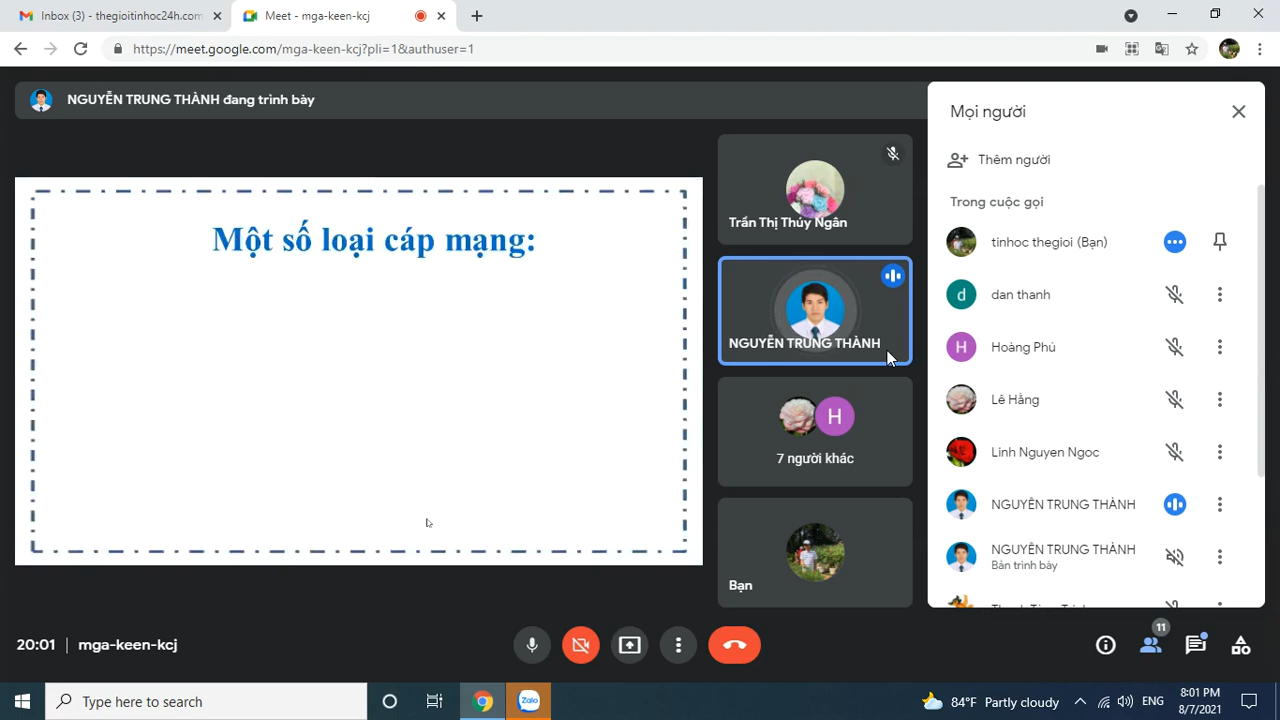 Inbox (3) - thegioitinhoc24h.com
Meet - mga-keen-kcj
https://meet.google.com/mga-keen-kcj?pli=1&authuser=1
NGUYỄN TRUNG THÀNH đang trình bày
Một số loại cáp mạng:
Trần Thị Thúy Ngân
NGUYỄN TRUNG THÀNH
H
7 người khác
Bạn
Mọi người
Thêm người
Trong cuộc gọi
tinhoc thegioi (Bạn)
d
dan thanh
H
Hoàng Phủ
Lê Hằng
Linh Nguyen Ngoc
NGUYỄN TRUNG THÀNH
NGUYỄN TRUNG THÀNH
Bản trình bày
20:01 | mga-keen-kcj
11
Type here to search
Zalo
84°F Partly cloudy
ENG
8:01 PM
8/7/2021